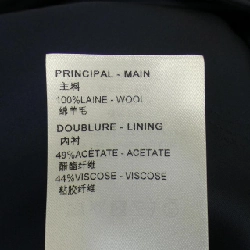 PRINCIPAL - MAIN
主料
100%LAINE - WOOL
绵羊毛
DOUBLURE - LINING
内衬
49%ACÉTATE - ACETATE
醋酯纤维
44%VISCOSE - VISCOSE
粘胶纤维